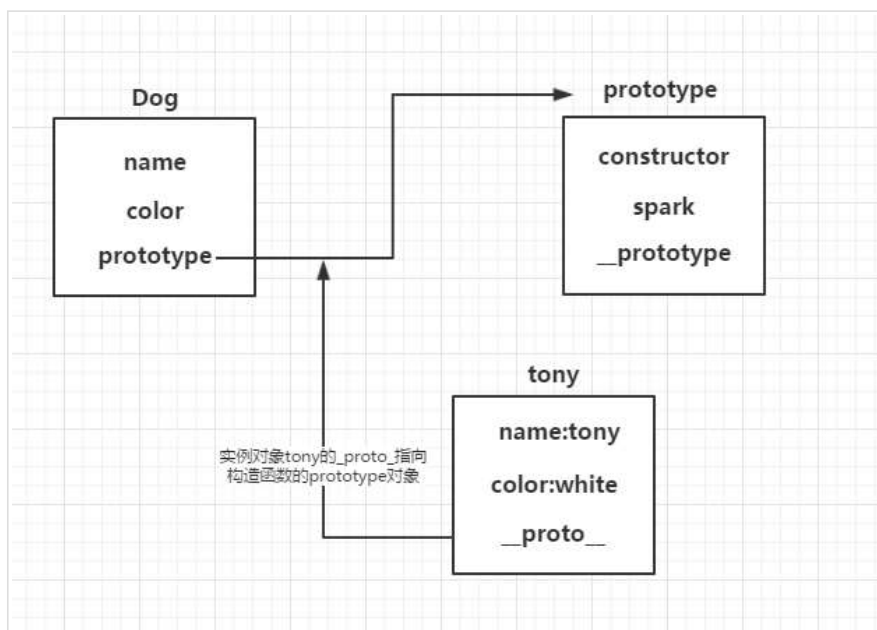 Dog
name
color
prototype
prototype
constructor
spark
__prototype
tony
name:tony
color:white
__proto__
实例对象tony的_proto_指向
构造函数的prototype对象